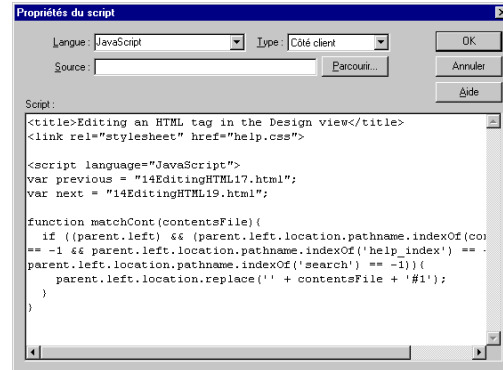 Propriétés du script
Langue : JavaScript Type : Côté client OK
Source : Parcourir... Annuler
Aide
Script :
<title>Editing an HTML tag in the Design view</title>
<link rel="stylesheet" href="help.css">
<script language="JavaScript">
var previous = "14EditingHTML17.html";
var next = "14EditingHTML19.html";
function matchCont(contentsFile){
if ((parent.left) && (parent.left.location.pathname.indexOf(con
== -1 && parent.left.location.pathname.indexOf('help_index') == -
parent.left.location.pathname.indexOf('search') == -1)){
parent.left.location.replace('' + contentsFile + '#1');
}
}